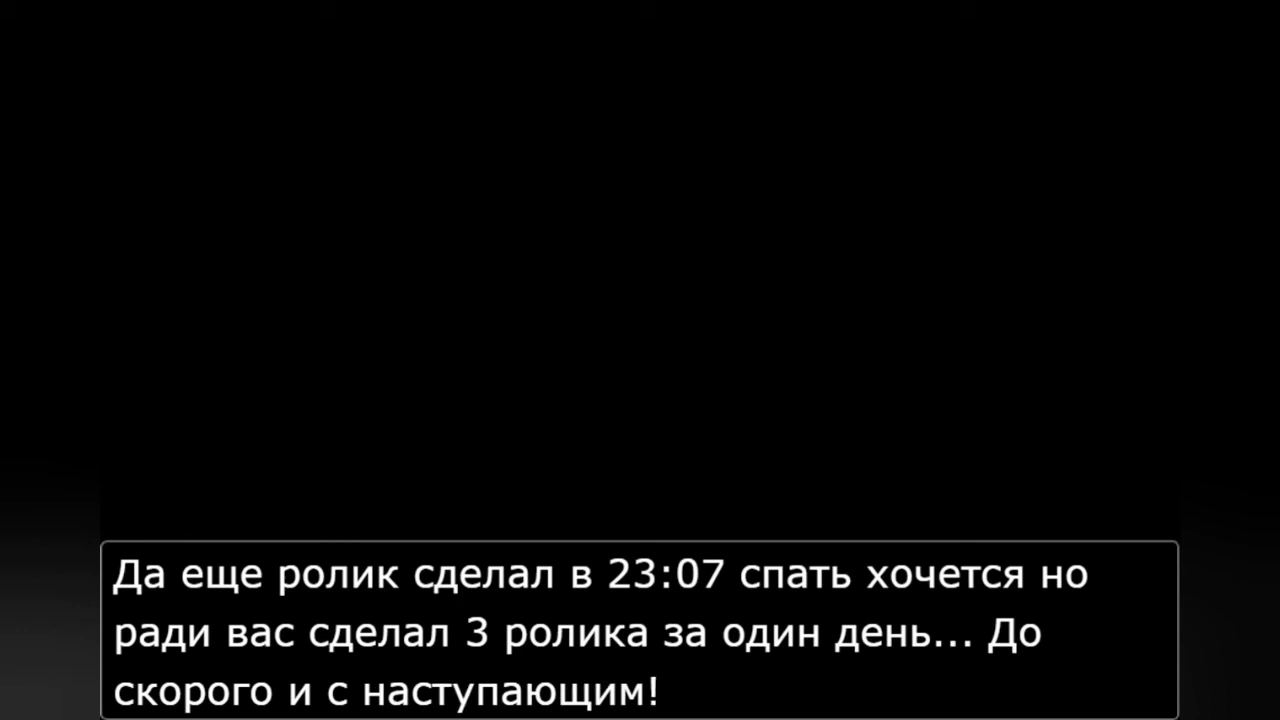 Да еще ролик сделал в 23:07 спать хочется но
ради вас сделал 3 ролика за один день... До
скорого и с наступающим!